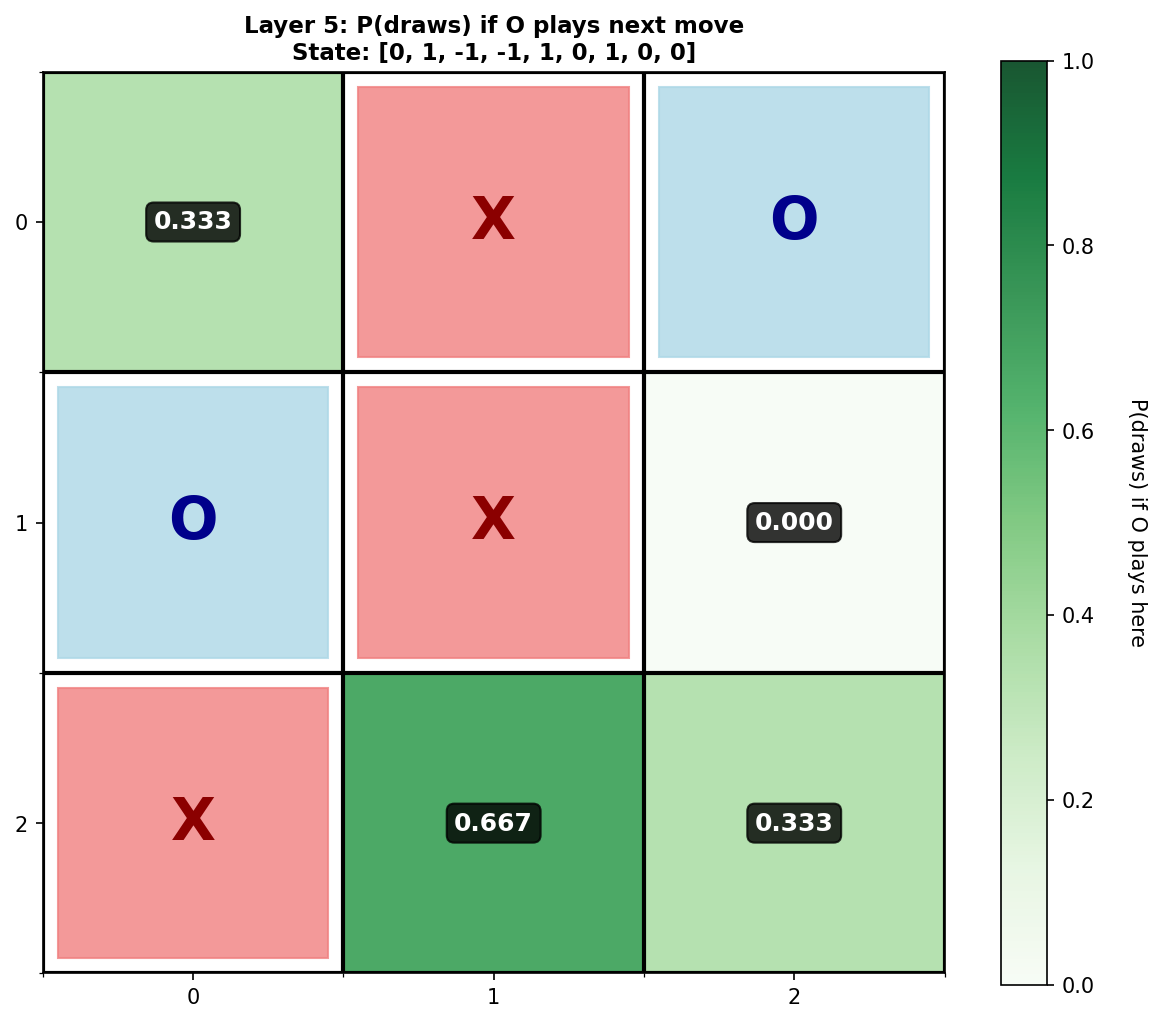 Layer 5: P(draws) if O plays next move
State: [0, 1, -1, -1, 1, 0, 1, 0, 0]
0
0.333
X
O
1
O
X
0.000
2
X
0.667
0.333
0
1
2
1.0
0.8
0.6
0.4
0.2
0.0
P(draws) if O plays here